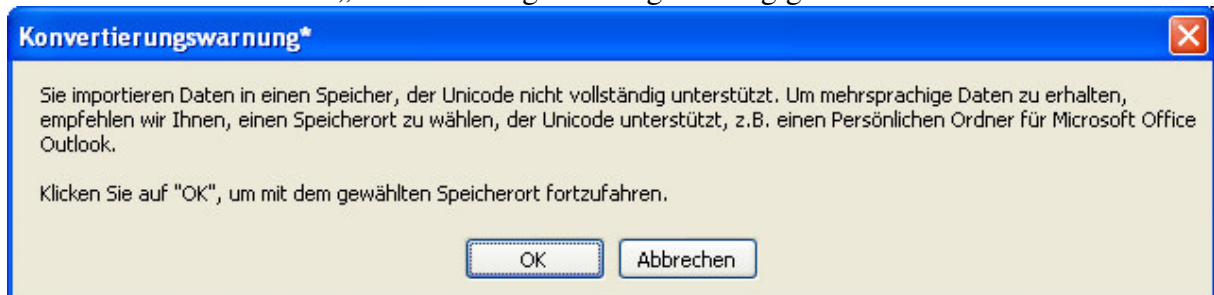 Konvertierungswarnung*
Sie importieren Daten in einen Speicher, der Unicode nicht vollständig unterstützt. Um mehrsprachige Daten zu erhalten,
empfehlen wir Ihnen, einen Speicherort zu wählen, der Unicode unterstützt, z.B. einen Persönlichen Ordner für Microsoft Office
Outlook.
Klicken Sie auf "OK", um mit dem gewählten Speicherort fortzufahren.
OK
Abbrechen